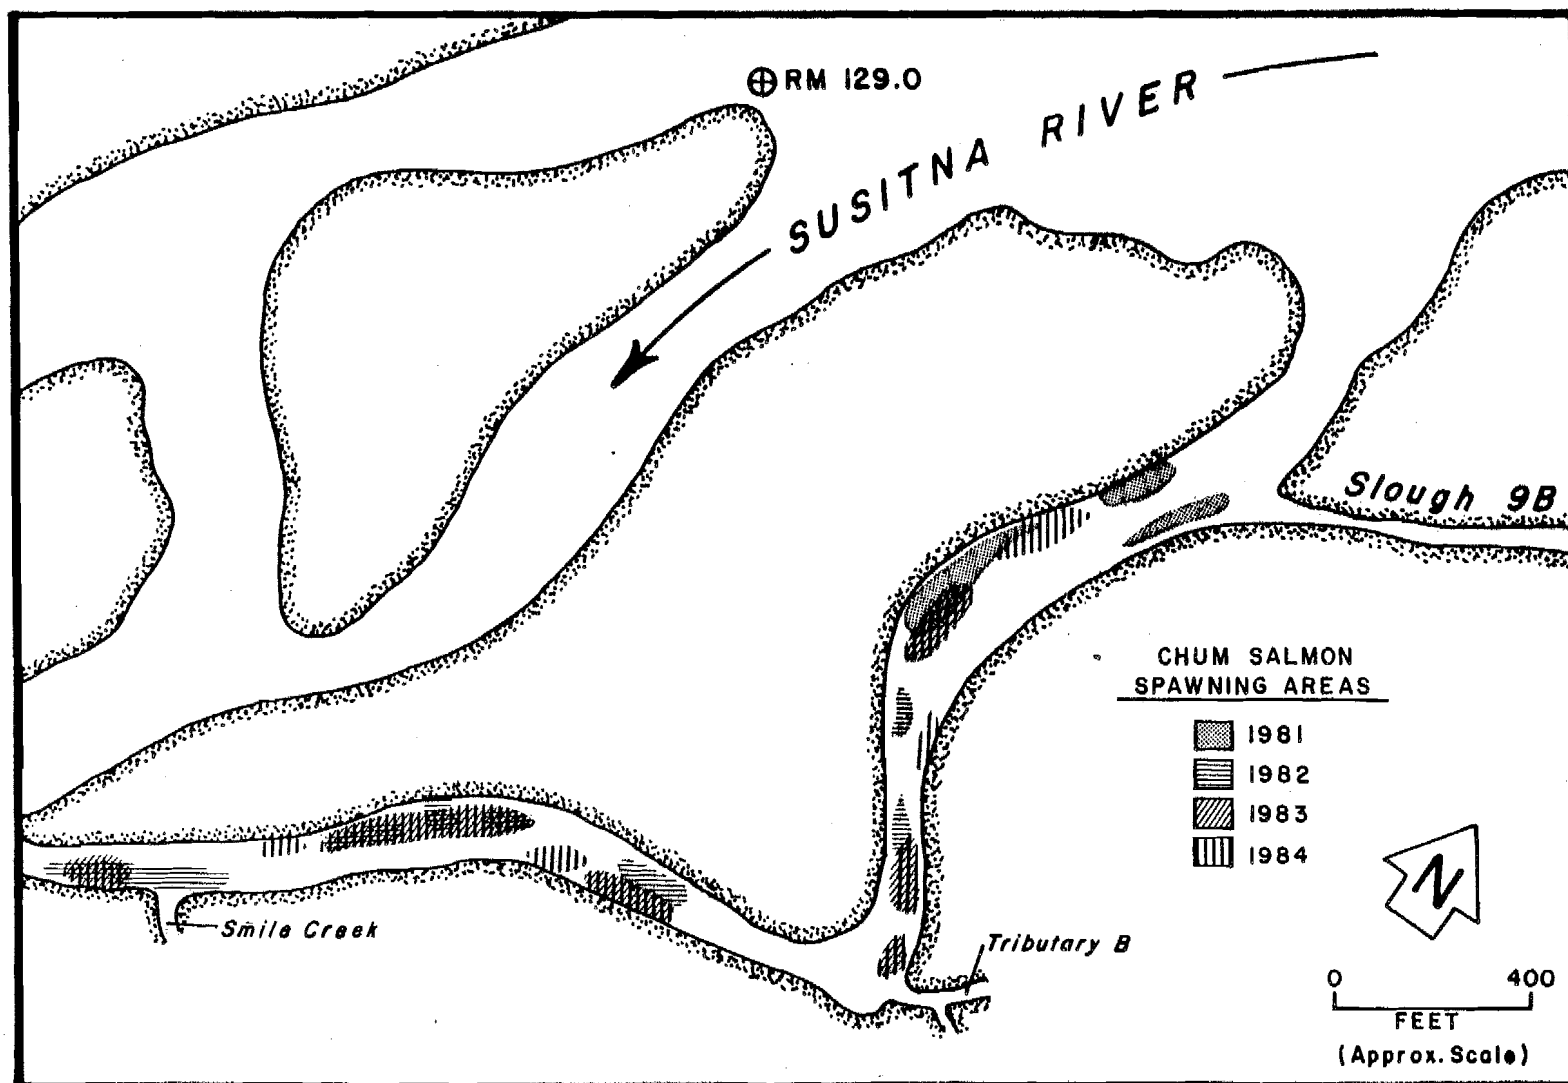 RM 129.0
SUSITNA RIVER
Slough 9B
CHUM SALMON
SPAWNING AREAS
1981
1982
1983
1984
N
Smile Creek
Tributary B
0 400
FEET
(Approx. Scale)